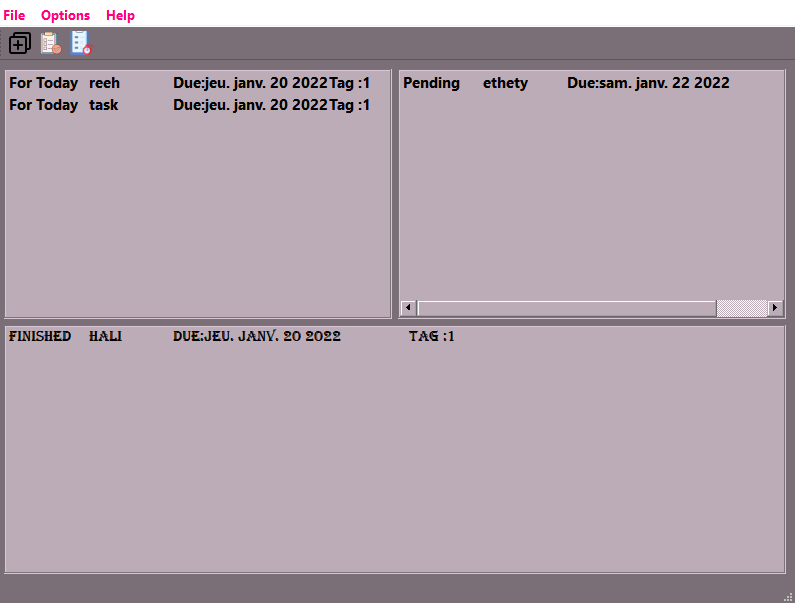 File Options Help
For Today reeh Due:jeu. janv. 20 2022Tag :1
For Today task Due:jeu. janv. 20 2022Tag :1
Pending ethety Due:sam. janv. 22 2022
FINISHED HALI DUE:JEU. JANV. 20 2022 TAG :1